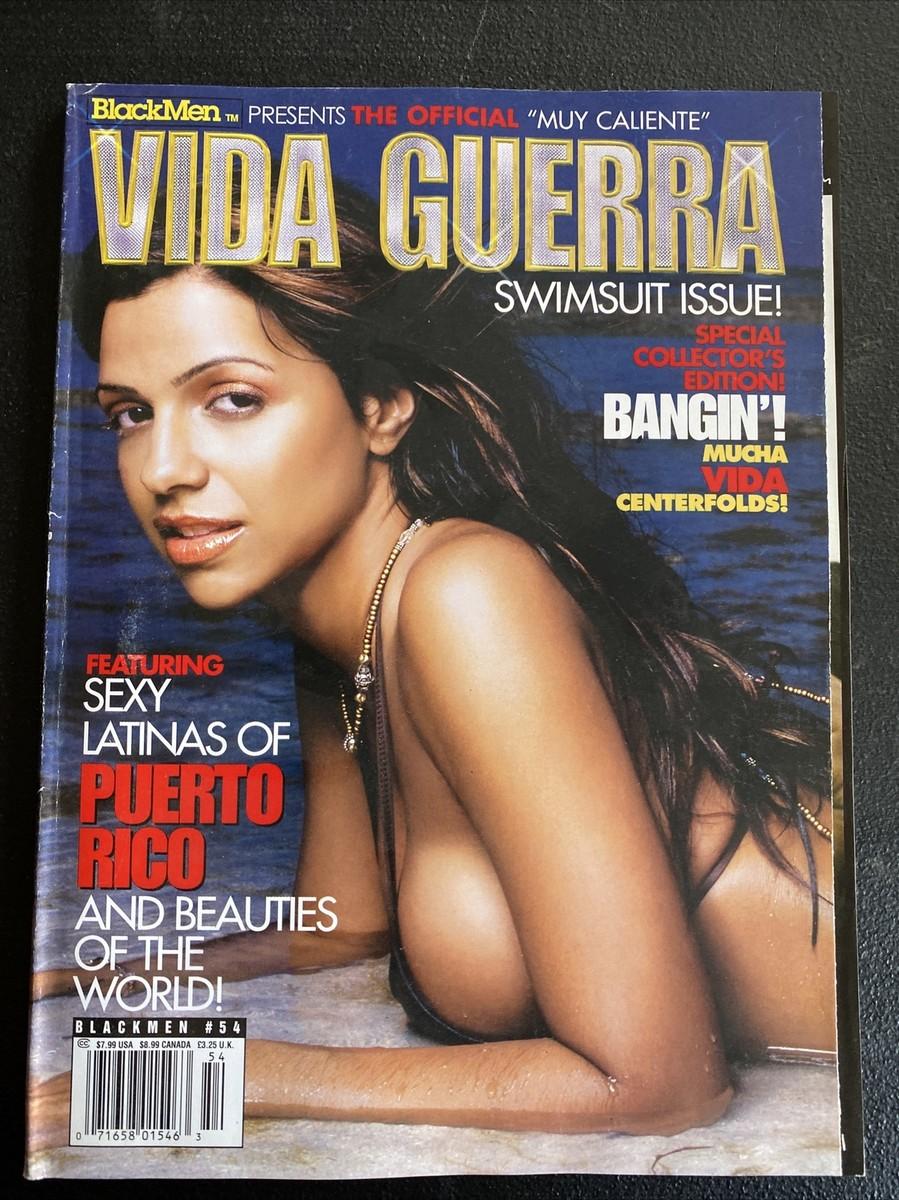 BlackMen™ PRESENTS THE OFFICIAL "MUY CALIENTE"
VIDA GUERRA
SWIMSUIT ISSUE!
SPECIAL
COLLECTOR'S
EDITION!
BANGIN'!
MUCHA
VIDA
CENTERFOLDS!
FEATURING
SEXY
LATINAS OF
PUERTO
RICO
AND BEAUTIES
OF THE
WORLD!
BLACKMEN #54
CC $7.99 USA $8.99 CANADA £3.25 U.K.
54
0 71658 01546 3